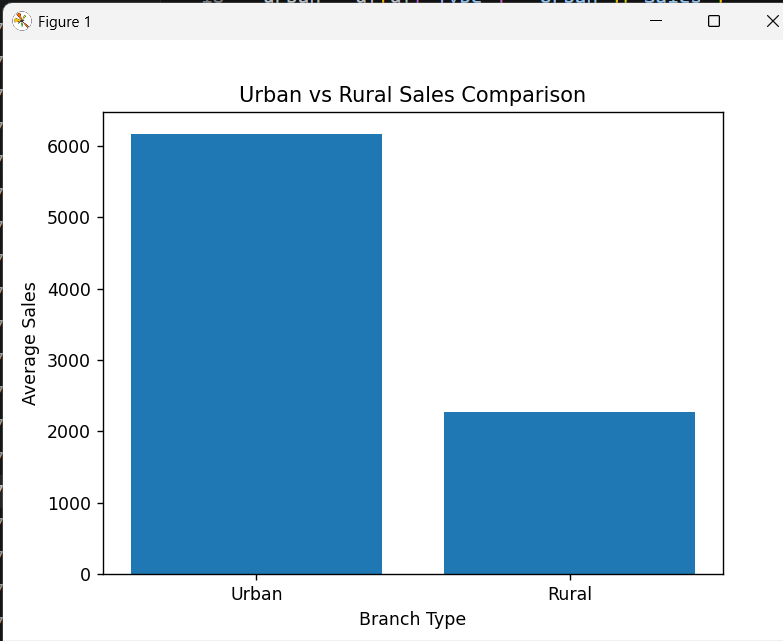 Figure 1
Urban vs Rural Sales Comparison
6000
5000
4000
3000
2000
1000
0
Average Sales
Urban Rural
Branch Type